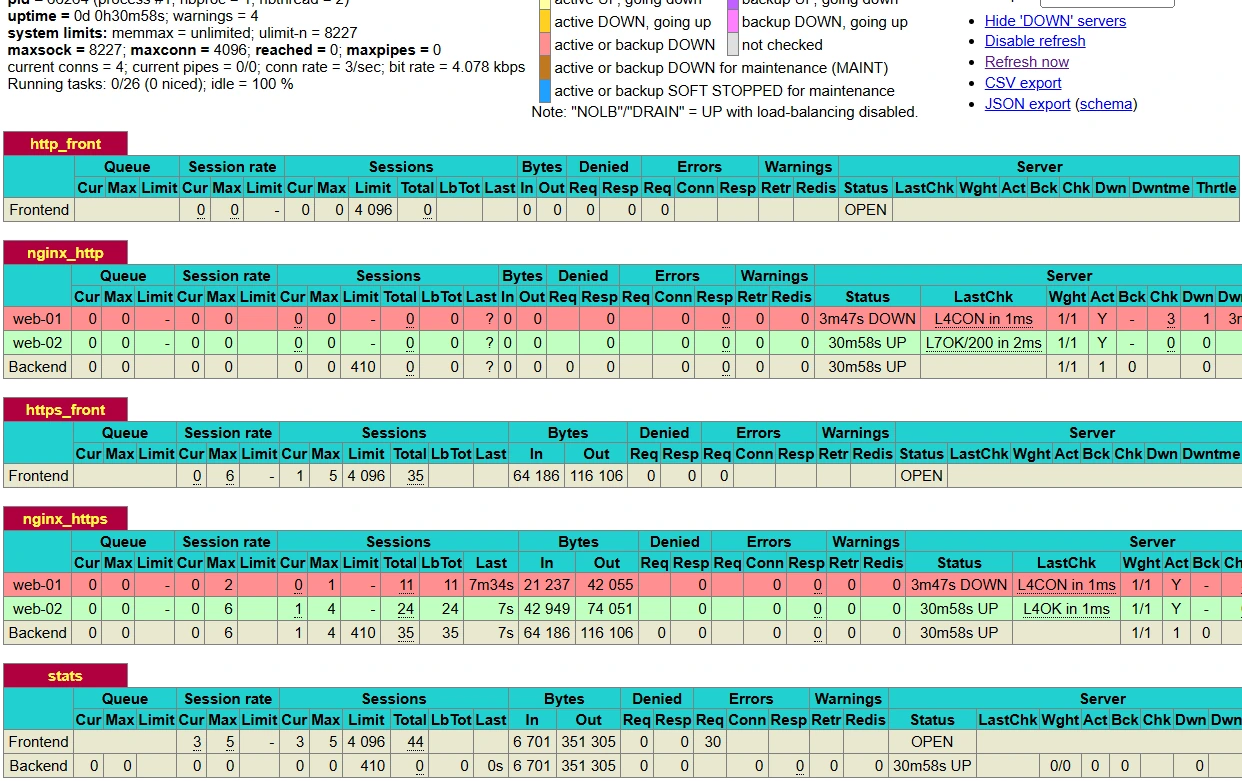 pid = 66264 (process #1, nbproc = 1, nbthread = 2)
uptime = 0d 0h30m58s; warnings = 4
system limits: memmax = unlimited; ulimit-n = 8227
maxsock = 8227; maxconn = 4096; reached = 0; maxpipes = 0
current conns = 4; current pipes = 0/0; conn rate = 3/sec; bit rate = 4.078 kbps
Running tasks: 0/26 (0 niced); idle = 100 %
active UP, going down backup UP, going down
active DOWN, going up backup DOWN, going up
active or backup DOWN not checked
active or backup DOWN for maintenance (MAINT)
active or backup SOFT STOPPED for maintenance
Note: "NOLB"/"DRAIN" = UP with load-balancing disabled.
Hide 'DOWN' servers
Disable refresh
Refresh now
CSV export
JSON export (schema)
http_front
Queue Session rate Sessions Bytes Denied Errors Warnings Server
Cur Max Limit Cur Max Limit Cur Max Limit Total LbTot Last In Out Req Resp Req Conn Resp Retr Redis Status LastChk Wght Act Bck Chk Dwn Dwntme Thrtle
Frontend 0 0 - 0 0 4 096 0 0 0 0 0 0 OPEN
nginx_http
Queue Session rate Sessions Bytes Denied Errors Warnings Server
Cur Max Limit Cur Max Limit Cur Max Limit Total LbTot Last In Out Req Resp Req Conn Resp Retr Redis Status LastChk Wght Act Bck Chk Dwn Dw
web-01 0 0 - 0 0 0 0 - 0 0 ? 0 0 0 0 0 0 0 3m47s DOWN L4CON in 1ms 1/1 Y - 3 1 3m
web-02 0 0 - 0 0 0 0 - 0 0 ? 0 0 0 0 0 0 0 30m58s UP L7OK/200 in 2ms 1/1 Y - 0 0
Backend 0 0 0 0 0 0 410 0 0 ? 0 0 0 0 0 0 0 0 30m58s UP 1/1 1 0 0
https_front
Queue Session rate Sessions Bytes Denied Errors Warnings Server
Cur Max Limit Cur Max Limit Cur Max Limit Total LbTot Last In Out Req Resp Req Conn Resp Retr Redis Status LastChk Wght Act Bck Chk Dwn Dwntme
Frontend 0 6 - 1 5 4 096 35 64 186 116 106 0 0 0 OPEN
nginx_https
Queue Session rate Sessions Bytes Denied Errors Warnings Server
Cur Max Limit Cur Max Limit Cur Max Limit Total LbTot Last In Out Req Resp Req Conn Resp Retr Redis Status LastChk Wght Act Bck Ch
web-01 0 0 - 0 2 0 1 - 11 11 7m34s 21 237 42 055 0 0 0 0 0 3m47s DOWN L4CON in 1ms 1/1 Y -
web-02 0 0 - 0 6 1 4 - 24 24 7s 42 949 74 051 0 0 0 0 0 30m58s UP L4OK in 1ms 1/1 Y -
Backend 0 0 0 6 1 4 410 35 35 7s 64 186 116 106 0 0 0 0 0 0 30m58s UP 1/1 1 0
stats
Queue Session rate Sessions Bytes Denied Errors Warnings Server
Cur Max Limit Cur Max Limit Cur Max Limit Total LbTot Last In Out Req Resp Req Conn Resp Retr Redis Status LastChk Wght Act Bck Chk Dwn Dwn
Frontend 3 5 - 3 5 4 096 44 6 701 351 305 0 0 30 OPEN
Backend 0 0 0 0 0 0 410 0 0 0s 6 701 351 305 0 0 0 0 0 0 30m58s UP 0/0 0 0 0